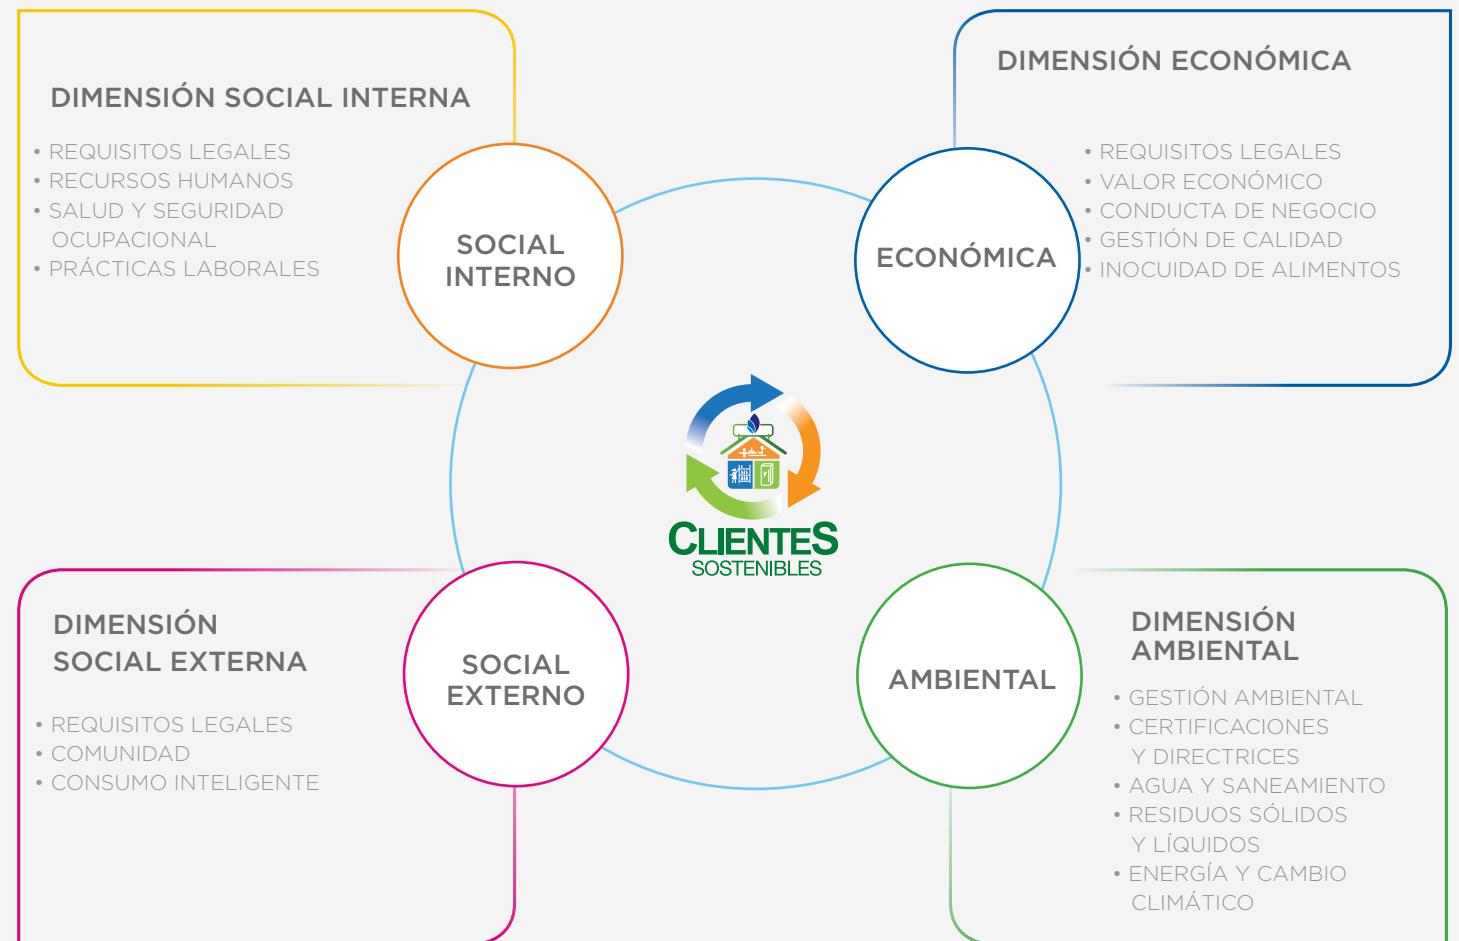 DIMENSIÓN SOCIAL INTERNA
• REQUISITOS LEGALES
• RECURSOS HUMANOS
• SALUD Y SEGURIDAD
OCUPACIONAL
• PRÁCTICAS LABORALES
SOCIAL
INTERNO
DIMENSIÓN ECONÓMICA
• REQUISITOS LEGALES
• VALOR ECONÓMICO
• CONDUCTA DE NEGOCIO
• GESTIÓN DE CALIDAD
• INOCUIDAD DE ALIMENTOS
ECONÓMICA
CLIENTES
SOSTENIBLES
DIMENSIÓN
SOCIAL EXTERNA
• REQUISITOS LEGALES
• COMUNIDAD
• CONSUMO INTELIGENTE
SOCIAL
EXTERNO
AMBIENTAL
DIMENSIÓN
AMBIENTAL
• GESTIÓN AMBIENTAL
• CERTIFICACIONES
Y DIRECTRICES
• AGUA Y SANEAMIENTO
• RESIDUOS SÓLIDOS
Y LÍQUIDOS
• ENERGÍA Y CAMBIO
CLIMÁTICO